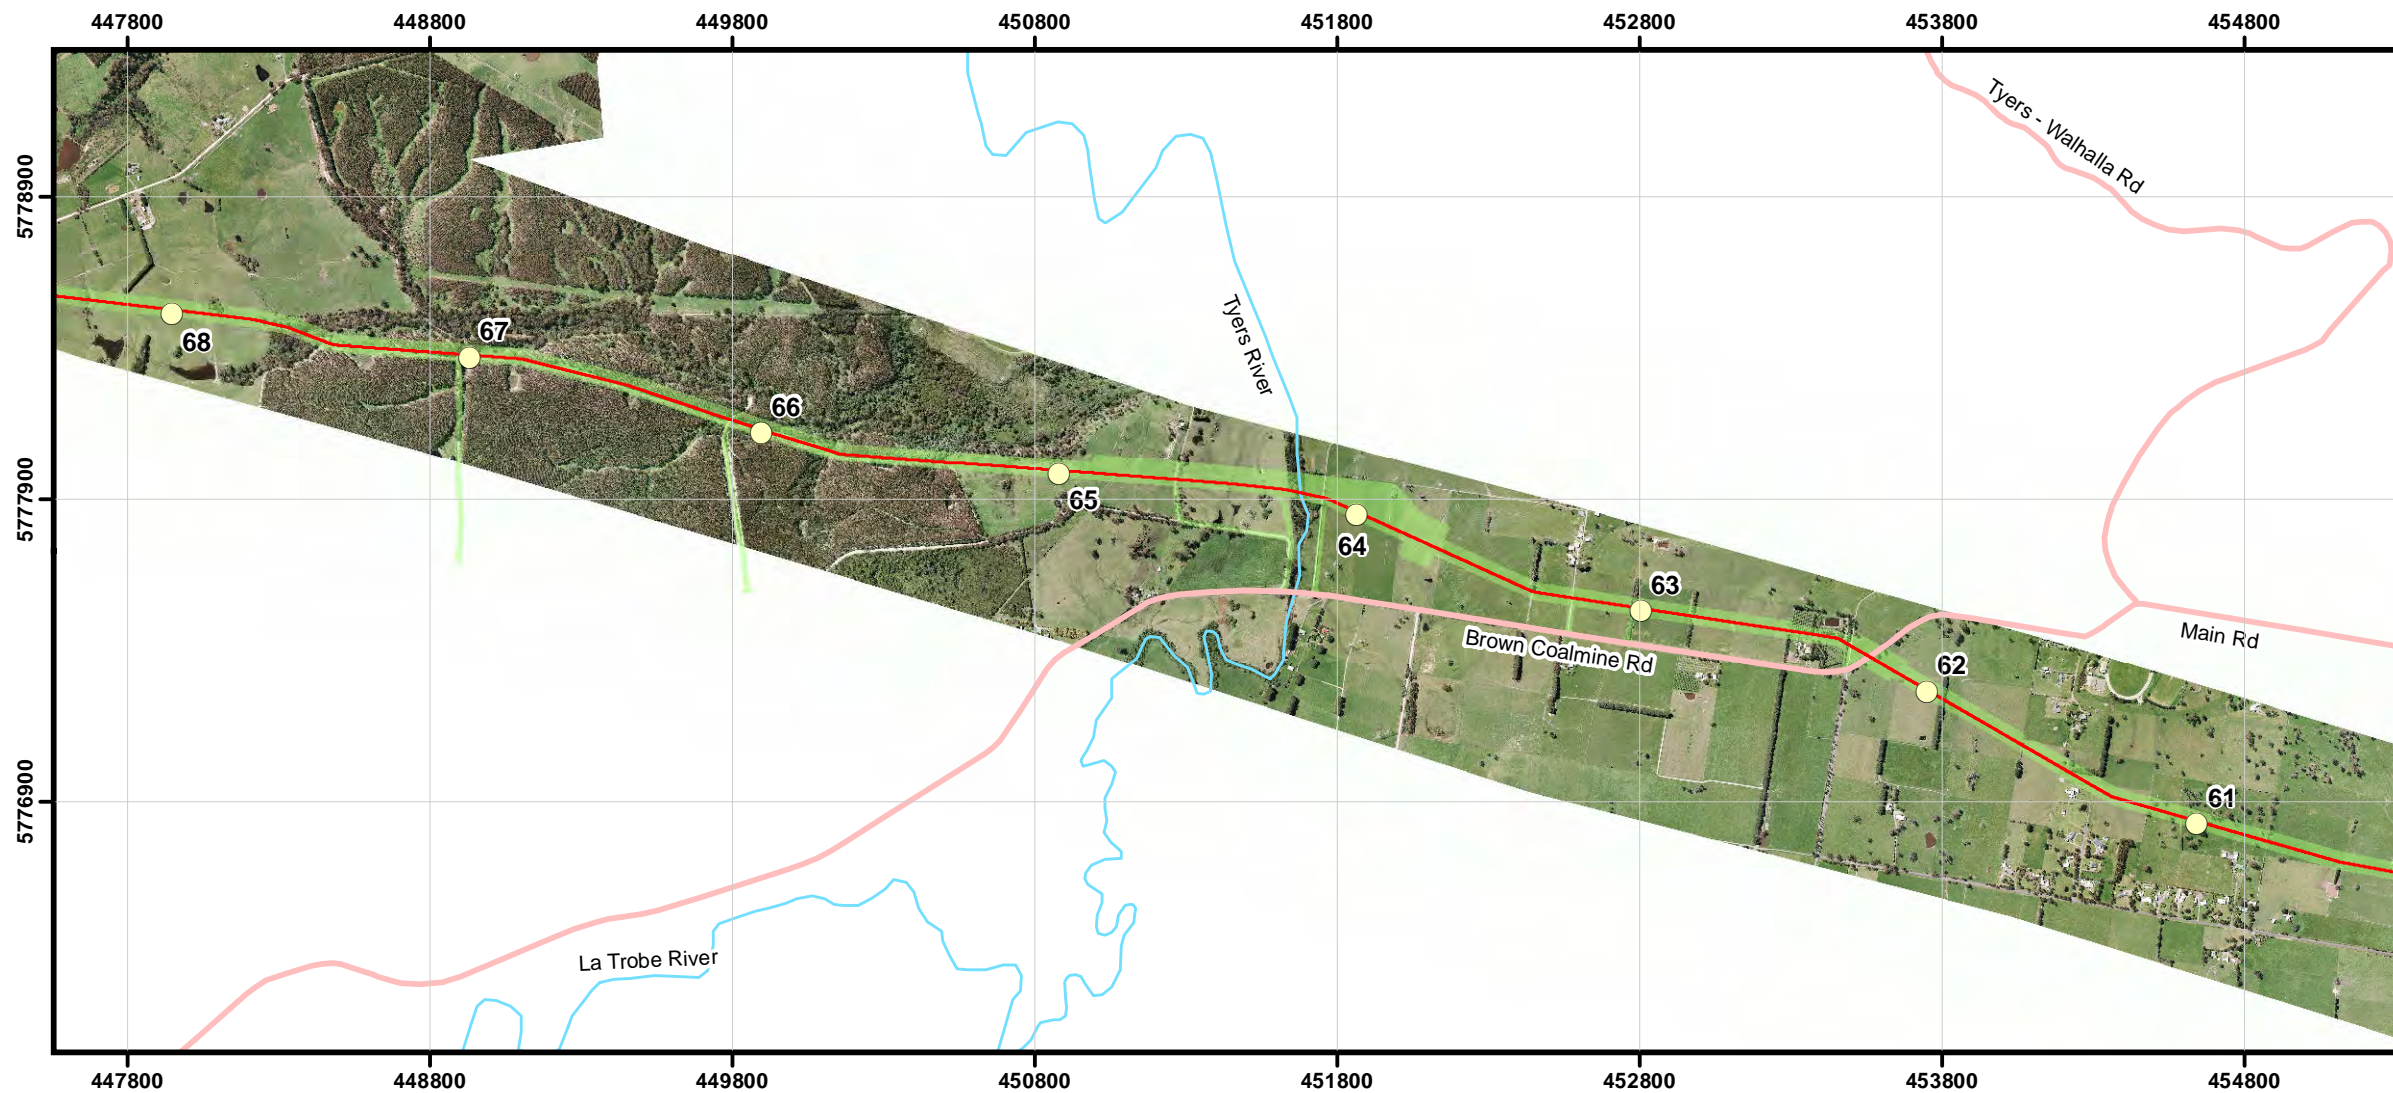 447800 448800 449800 450800 451800 452800 453800 454800
5778900
5777900
5776900
Tyers - Walhalla Rd
Tyers River
68
67
66
65
64
63
62
61
Brown Coalmine Rd
Main Rd
La Trobe River
447800 448800 449800 450800 451800 452800 453800 454800